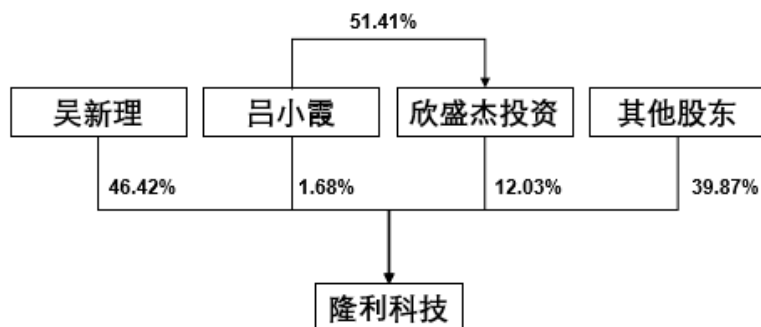 51.41%
吴新理
吕小霞
欣盛杰投资
其他股东
46.42%
1.68%
12.03%
39.87%
隆利科技